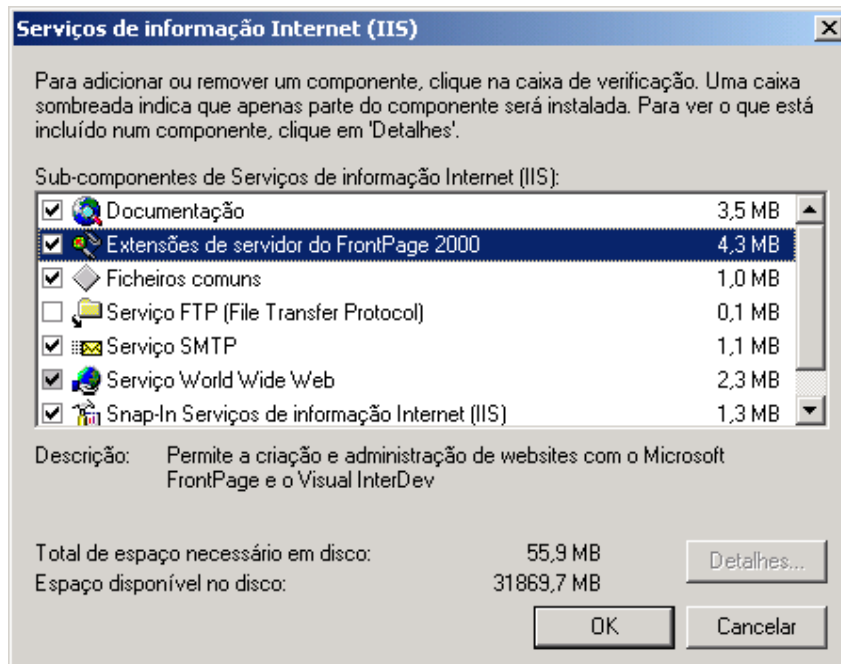 Serviços de informação Internet (IIS)
Para adicionar ou remover um componente, clique na caixa de verificação. Uma caixa
sombreada indica que apenas parte do componente será instalada. Para ver o que está
incluído num componente, clique em 'Detalhes'.
Sub-componentes de Serviços de informação Internet (IIS):
Documentação 3,5 MB
Extensões de servidor do FrontPage 2000 4,3 MB
Ficheiros comuns 1,0 MB
Serviço FTP (File Transfer Protocol) 0,1 MB
Serviço SMTP 1,1 MB
Serviço World Wide Web 2,3 MB
Snap-In Serviços de informação Internet (IIS) 1,3 MB
Descrição: Permite a criação e administração de websites com o Microsoft
FrontPage e o Visual InterDev
Total de espaço necessário em disco: 55,9 MB
Espaço disponível no disco: 31869,7 MB
Detalhes...
OK Cancelar